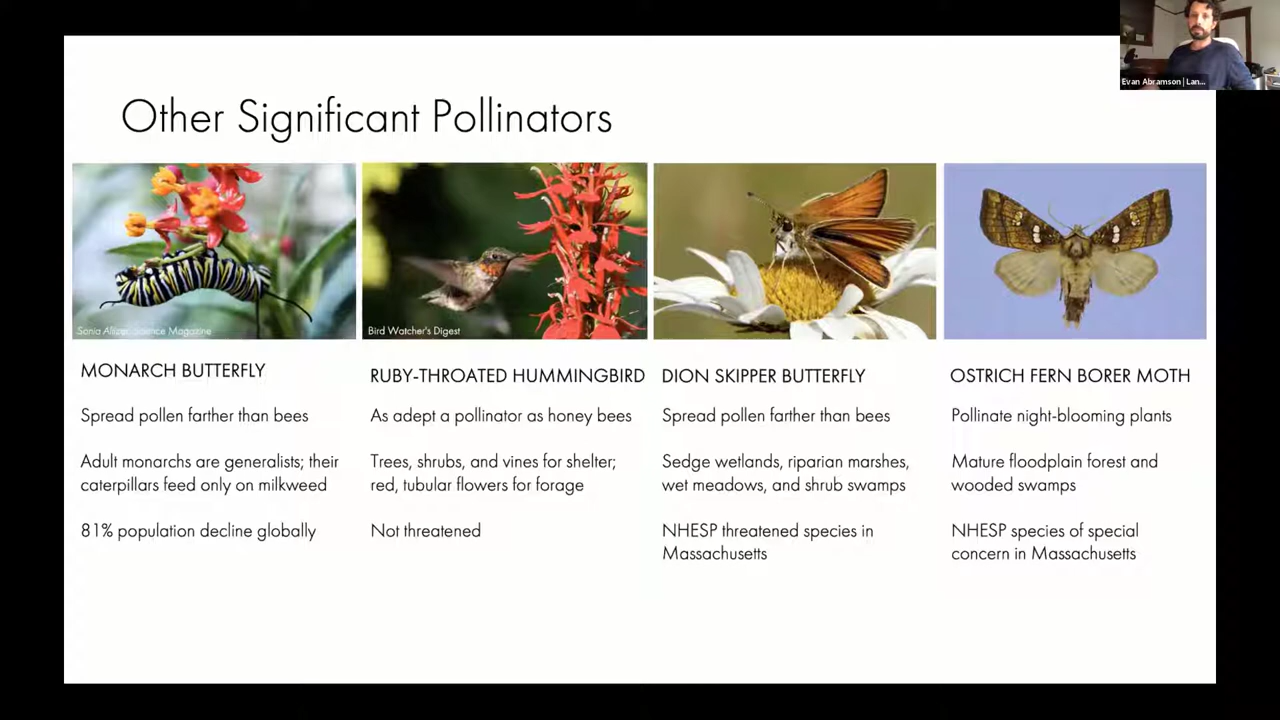 Evan Abramson | Lan...
Other Significant Pollinators
Science Magazine
Bird Watcher's Digest
MONARCH BUTTERFLY
Spread pollen farther than bees
Adult monarchs are generalists; their
caterpillars feed only on milkweed
81% population decline globally
RUBY-THROATED HUMMINGBIRD
As adept a pollinator as honey bees
Trees, shrubs, and vines for shelter;
red, tubular flowers for forage
Not threatened
DION SKIPPER BUTTERFLY
Spread pollen farther than bees
Sedge wetlands, riparian marshes,
wet meadows, and shrub swamps
NHESP threatened species in
Massachusetts
OSTRICH FERN BORER MOTH
Pollinate night-blooming plants
Mature floodplain forest and
wooded swamps
NHESP species of special
concern in Massachusetts